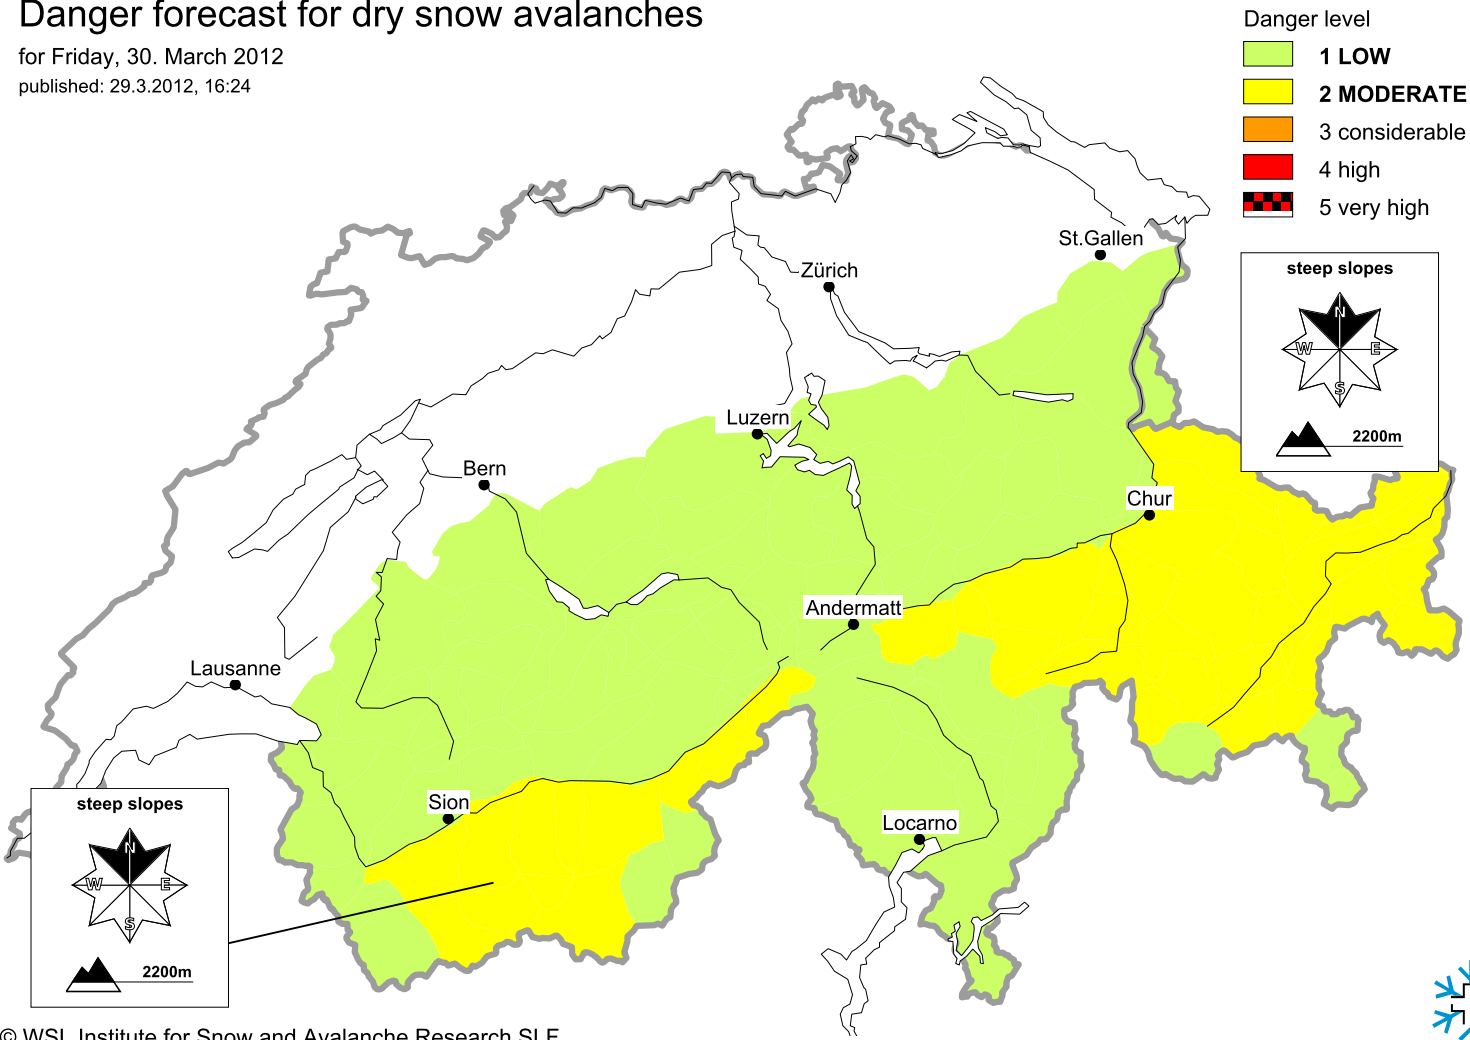 Danger forecast for dry snow avalanches
for Friday, 30. March 2012
published: 29.3.2012, 16:24
Danger level
1 LOW
2 MODERATE
3 considerable
4 high
5 very high
St.Gallen
Zürich
steep slopes
N
W E
S
2200m
Luzern
Bern
Chur
Andermatt
Lausanne
Sion
Locarno
steep slopes
N
W E
S
2200m
© WSL Institute for Snow and Avalanche Research SLF